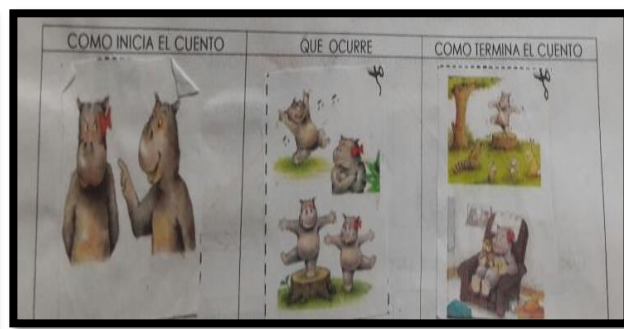 COMO INICIA EL CUENTO
QUE OCURRE
COMO TERMINA EL CUENTO